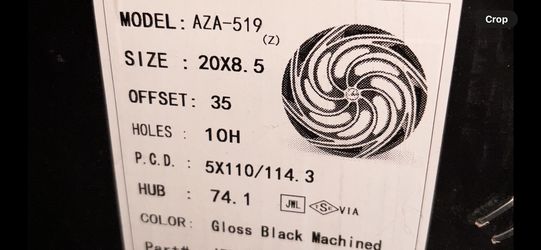 Crop
MODEL: AZA-519
(Z)
SIZE : 20X8.5
OFFSET: 35
HOLES : 10H
P.C.D. : 5X110/114.3
HUB : 74.1 JWL VIA
COLOR: Gloss Black Machined
Part#